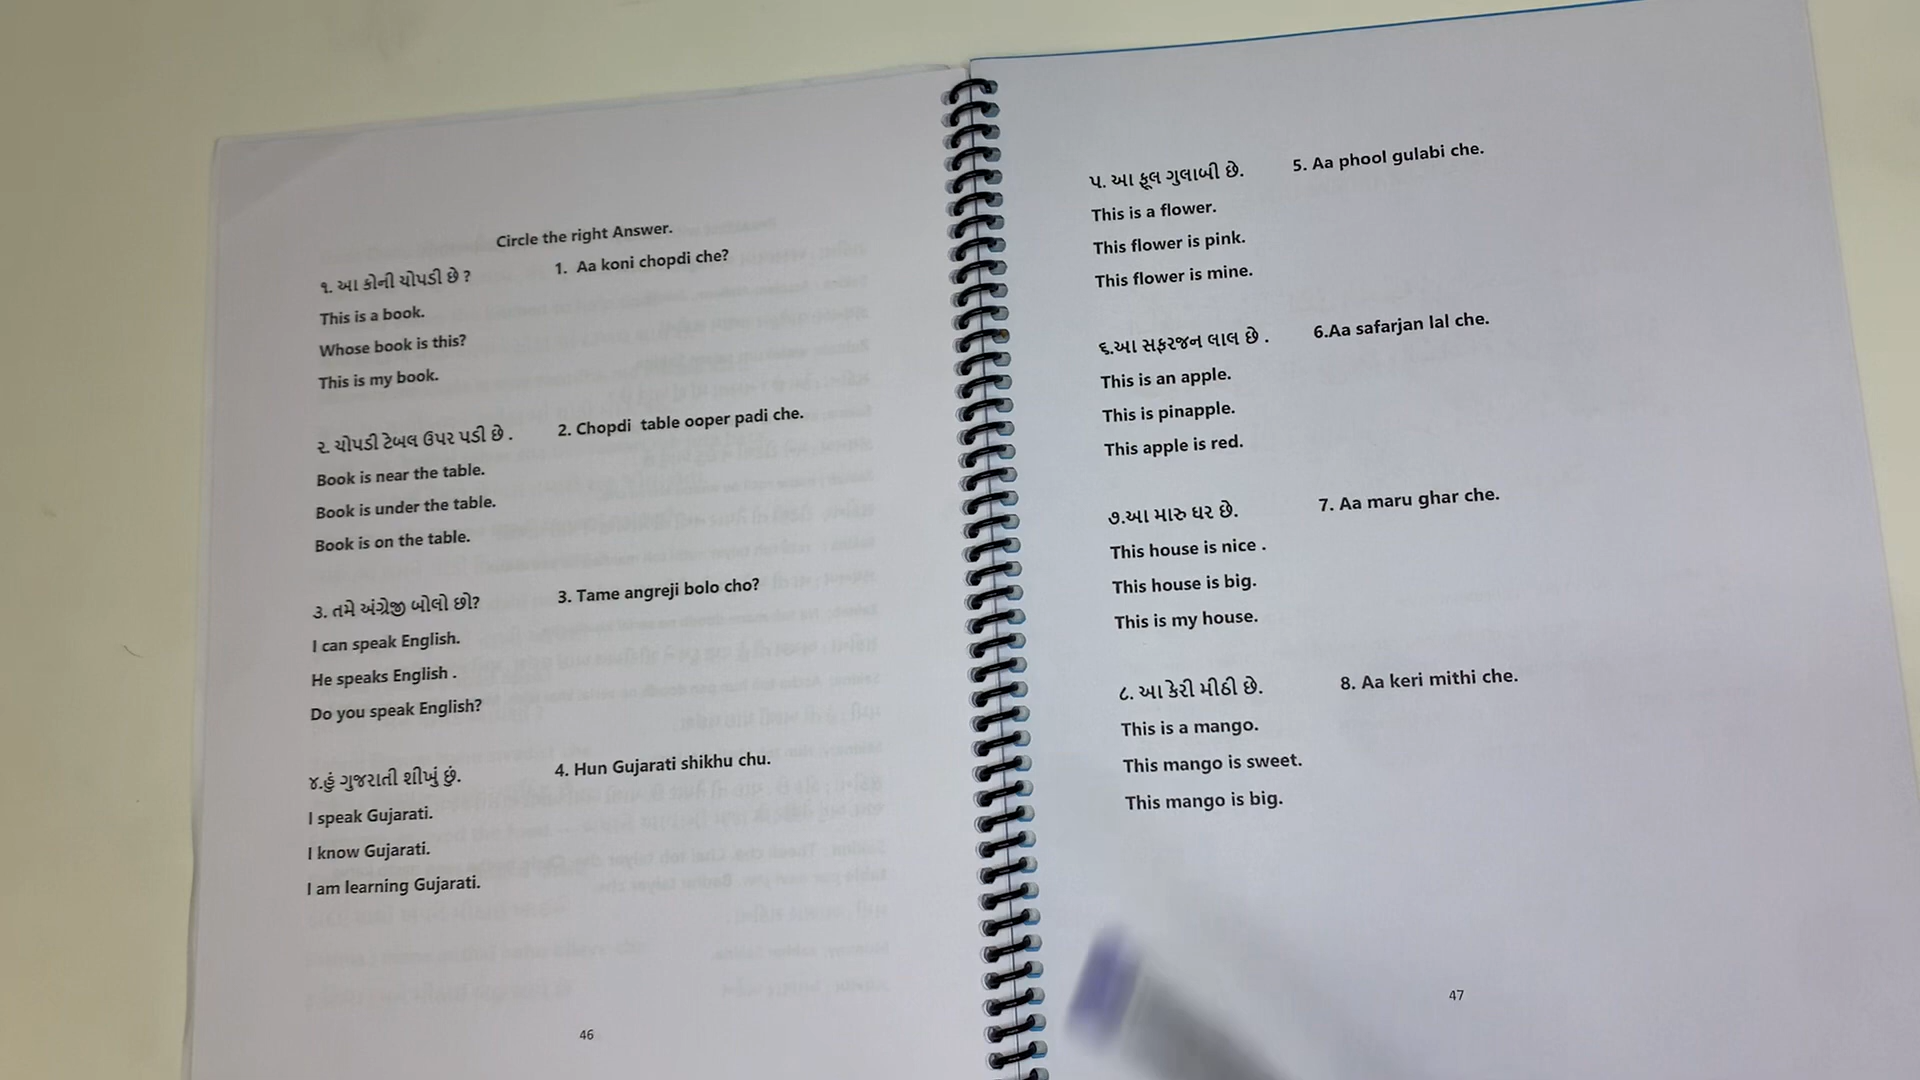 Circle the right Answer.
૧. આ કોની ચોપડી છે ? 1. Aa koni chopdi che?
This is a book.
Whose book is this?
This is my book.
૨. ચોપડી ટેબલ ઉપર પડી છે . 2. Chopdi table ooper padi che.
Book is near the table.
Book is under the table.
Book is on the table.
૩. તમે અંગ્રેજી બોલો છો? 3. Tame angreji bolo cho?
I can speak English.
He speaks English .
Do you speak English?
૪.હું ગુજરાતી શીખું છું. 4. Hun Gujarati shikhu chu.
I speak Gujarati.
I know Gujarati.
I am learning Gujarati.
46
૫. આ ફૂલ ગુલાબી છે. 5. Aa phool gulabi che.
This is a flower.
This flower is pink.
This flower is mine.
૬.આ સફરજન લાલ છે . 6.Aa safarjan lal che.
This is an apple.
This is pinapple.
This apple is red.
૭.આ મારુ ઘર છે. 7. Aa maru ghar che.
This house is nice .
This house is big.
This is my house.
૮. આ કેરી મીઠી છે. 8. Aa keri mithi che.
This is a mango.
This mango is sweet.
This mango is big.
47